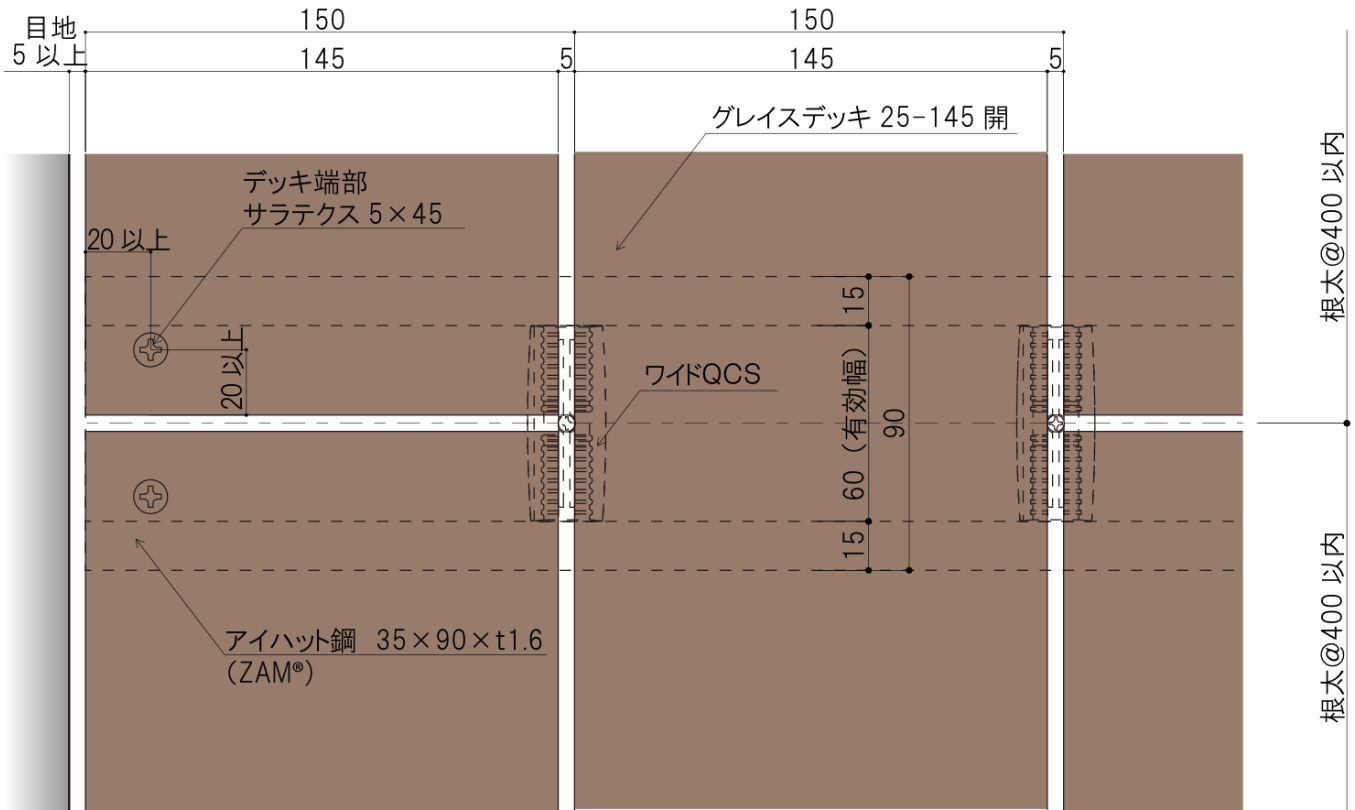 目地
5 以上
150
150
145
5
145
5
グレイスデッキ 25-145 開
デッキ端部
サラテクス 5×45
20 以上
20 以上
ワイドQCS
15
60 (有効幅)
15
90
アイハット鋼 35×90×t1.6
(ZAM®)
根太@400 以内
根太@400 以内